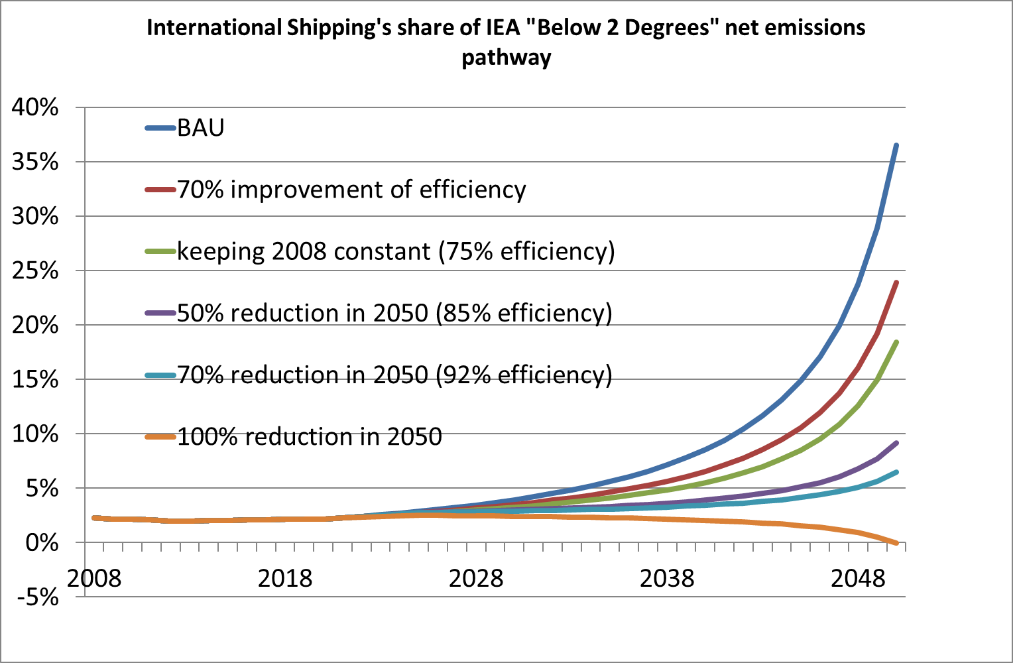 International Shipping's share of IEA "Below 2 Degrees" net emissions
pathway
40%
35%
30%
25%
20%
15%
10%
5%
0%
-5%
BAU
70% improvement of efficiency
keeping 2008 constant (75% efficiency)
50% reduction in 2050 (85% efficiency)
70% reduction in 2050 (92% efficiency)
100% reduction in 2050
2008 2018 2028 2038 2048